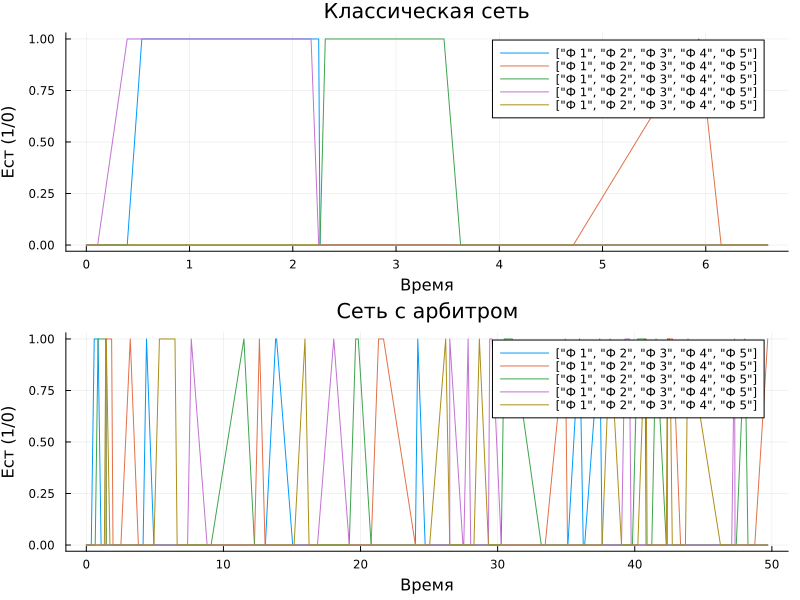 Классическая сеть
1.00
0.75
0.50
0.25
0.00
Ест (1/0)
["Ф 1", "Ф 2", "Ф 3", "Ф 4", "Ф 5"]
["Ф 1", "Ф 2", "Ф 3", "Ф 4", "Ф 5"]
["Ф 1", "Ф 2", "Ф 3", "Ф 4", "Ф 5"]
["Ф 1", "Ф 2", "Ф 3", "Ф 4", "Ф 5"]
["Ф 1", "Ф 2", "Ф 3", "Ф 4", "Ф 5"]
0 1 2 3 4 5 6
Время
Сеть с арбитром
1.00
0.75
0.50
0.25
0.00
Ест (1/0)
["Ф 1", "Ф 2", "Ф 3", "Ф 4", "Ф 5"]
["Ф 1", "Ф 2", "Ф 3", "Ф 4", "Ф 5"]
["Ф 1", "Ф 2", "Ф 3", "Ф 4", "Ф 5"]
["Ф 1", "Ф 2", "Ф 3", "Ф 4", "Ф 5"]
["Ф 1", "Ф 2", "Ф 3", "Ф 4", "Ф 5"]
0 10 20 30 40 50
Время